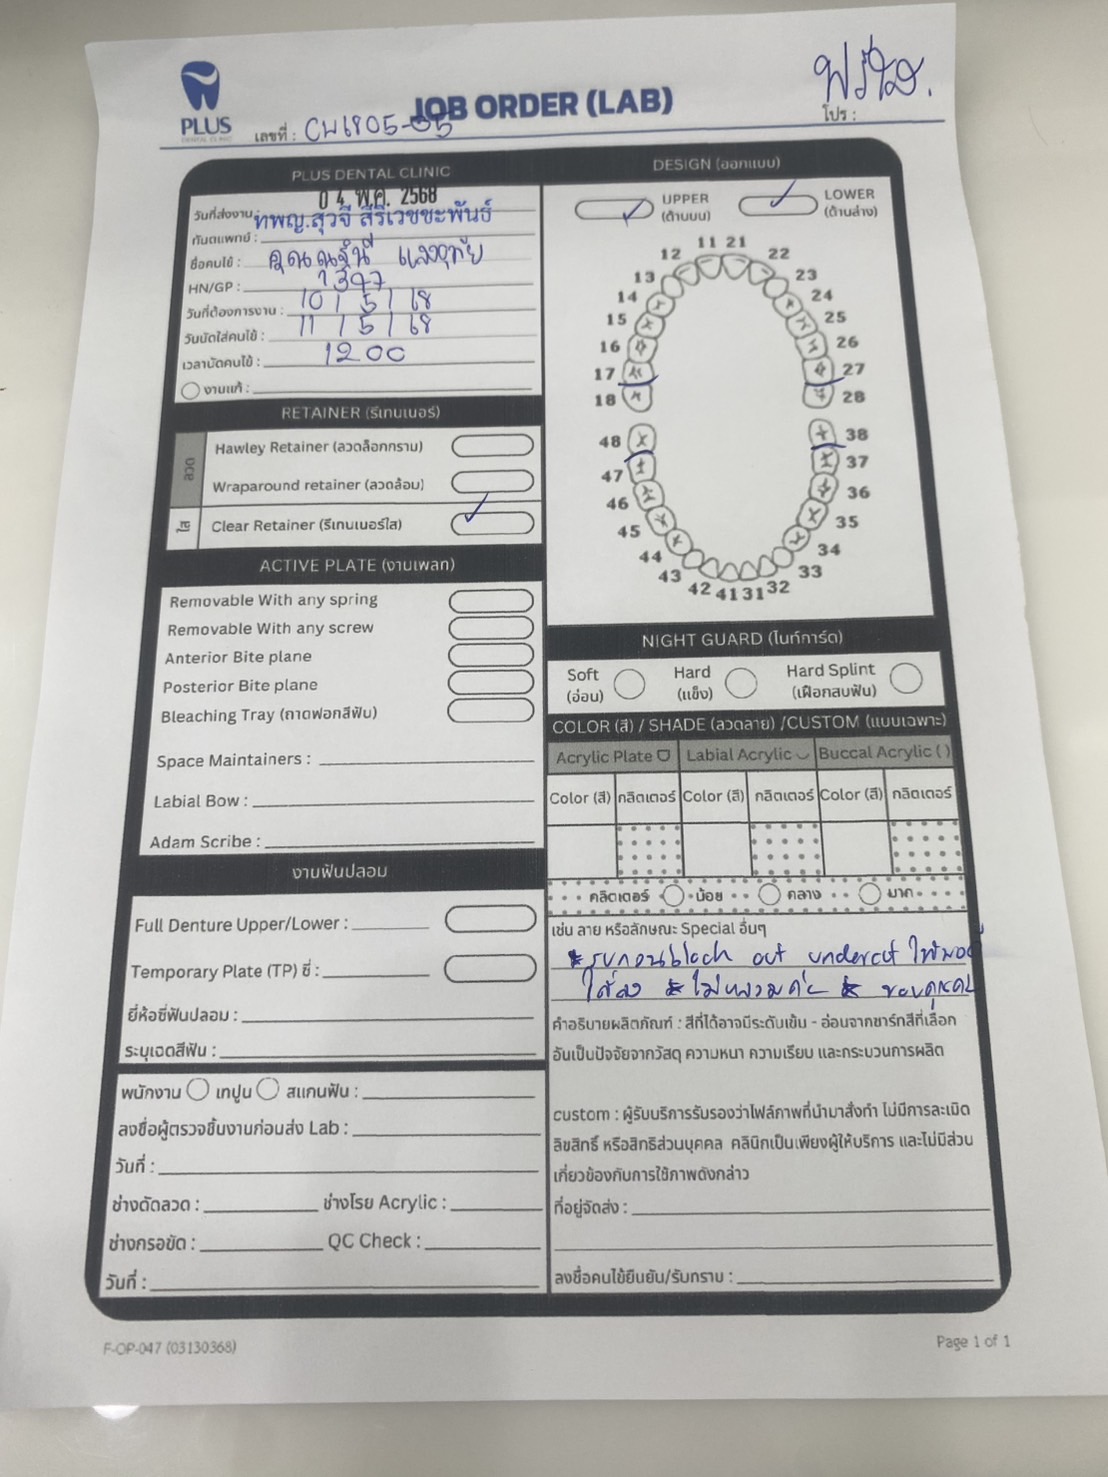 PLUS
DENTAL CLINIC
JOB ORDER (LAB)
เลขที่ : CW6805-05
โปร :
PLUS DENTAL CLINIC
วันที่ส่งงาน : 0 4 พ.ค. 2568
ทันตแพทย์ : ทพญ.สุวจี สิริเวชชะพันธ์
ชื่อคนไข้ : คุณ
HN/GP : 1397
วันที่ต้องการงาน : 10 / 5 / 68
วันนัดใส่คนไข้ : 11 / 5 / 68
เวลานัดคนไข้ : 1200
งานแก้ :
RETAINER (รีเทนเนอร์)
ลวด
Hawley Retainer (ลวดล็อกกราม)
Wraparound retainer (ลวดล้อม)
ใส
Clear Retainer (รีเทนเนอร์ใส)
ACTIVE PLATE (งานเพลท)
Removable With any spring
Removable With any screw
Anterior Bite plane
Posterior Bite plane
Bleaching Tray (ถาดฟอกสีฟัน)
Space Maintainers :
Labial Bow :
Adam Scribe :
งานฟันปลอม
Full Denture Upper/Lower :
Temporary Plate (TP) ซี่ :
ยี่ห้อซี่ฟันปลอม :
ระบุเฉดสีฟัน :
พนักงาน เทปูน สแกนฟัน :
ลงชื่อผู้ตรวจชิ้นงานก่อนส่ง Lab :
วันที่ :
ช่างดัดลวด : ช่างโรย Acrylic :
ช่างกรอขัด : QC Check :
วันที่ :
DESIGN (ออกแบบ)
UPPER
(ด้านบน)
LOWER
(ด้านล่าง)
11 21
12 22
13 23
14 24
15 25
16 26
17 27
18 28
48 38
47 37
46 36
45 35
44 34
43 33
42 41 31 32
NIGHT GUARD (ไนท์การ์ด)
Soft
(อ่อน)
Hard
(แข็ง)
Hard Splint
(เฝือกสบฟัน)
COLOR (สี) / SHADE (ลวดลาย) /CUSTOM (แบบเฉพาะ)
Acrylic Plate Labial Acrylic Buccal Acrylic ( )
Color (สี) กลิตเตอร์ Color (สี) กลิตเตอร์ Color (สี) กลิตเตอร์
กลิตเตอร์ น้อย กลาง มาก
เช่น ลาย หรือลักษณะ Special อื่นๆ
* รบกวน block out undercut ให้พอดี
ใส่ลง * ไม่หลวมค่ะ * ขอบคุณค่ะ
คำอธิบายผลิตภัณฑ์ : สีที่ได้อาจมีระดับเข้ม - อ่อนจากชาร์ทสีที่เลือก
อันเป็นปัจจัยจากวัสดุ ความหนา ความเรียบ และกระบวนการผลิต
custom : ผู้รับบริการรับรองว่าไฟล์ภาพที่นำมาสั่งทำ ไม่มีการละเมิด
ลิขสิทธิ์ หรือสิทธิส่วนบุคคล คลินิกเป็นเพียงผู้ให้บริการ และไม่มีส่วน
เกี่ยวข้องกับการใช้ภาพดังกล่าว
ที่อยู่จัดส่ง :
ลงชื่อคนไข้ยืนยัน/รับทราบ :
F-OP-047 (03130368)
Page 1 of 1